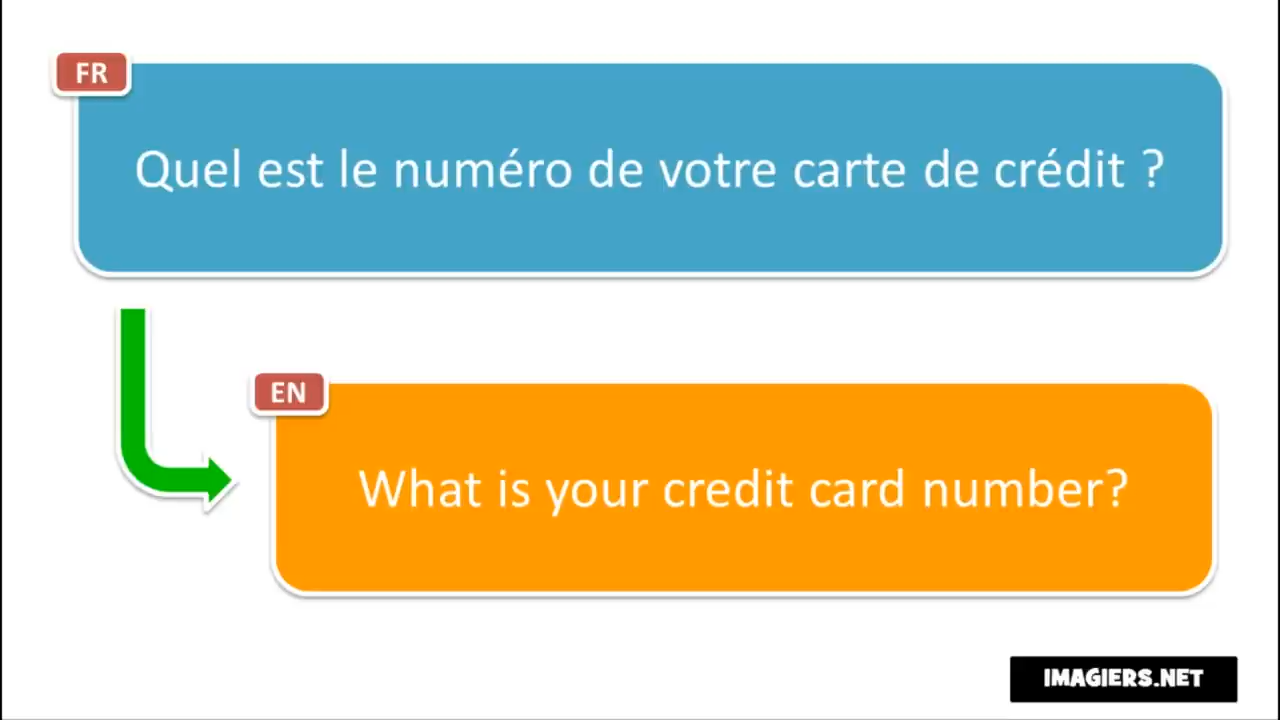 FR
Quel est le numéro de votre carte de crédit ?
EN
What is your credit card number?
IMAGIERS.NET